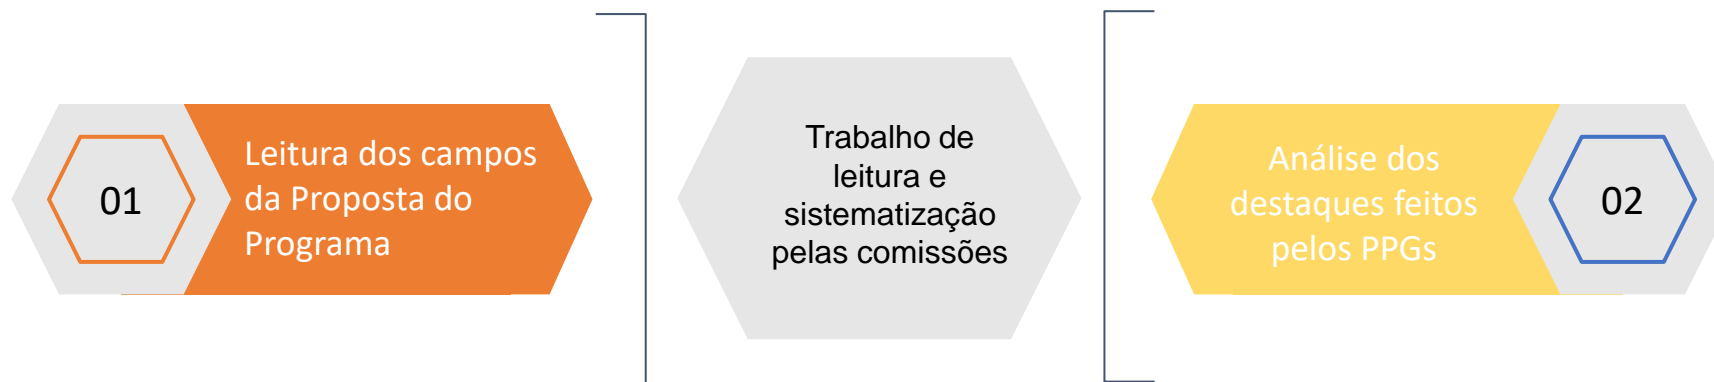 01
Leitura dos campos
da Proposta do
Programa
Trabalho de
leitura e
sistematização
pelas comissões
Análise dos
destaques feitos
pelos PPGs
02